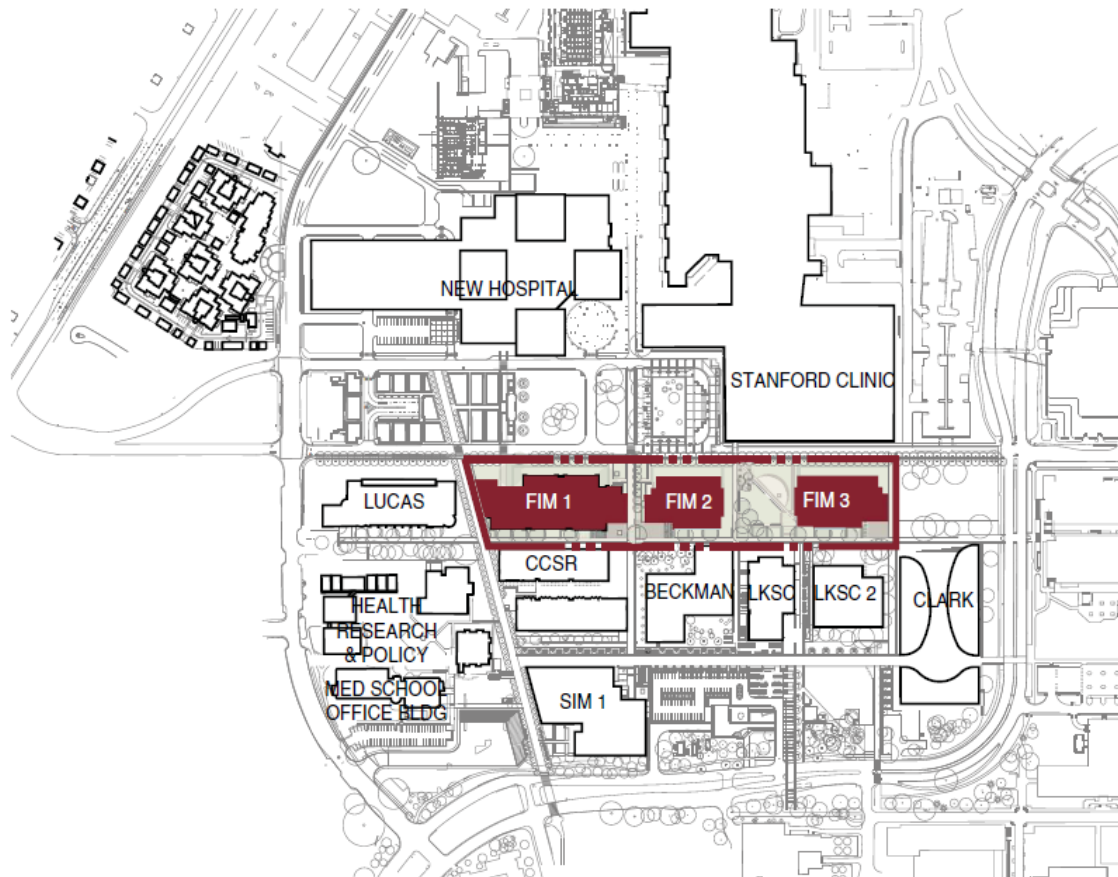 NEW HOSPITAL
STANFORD CLINIC
LUCAS
FIM 1
FIM 2
FIM 3
CCSR
BECKMAN
LKSC
LKSC 2
CLARK
HEALTH
RESEARCH
& POLICY
MED SCHOOL
OFFICE BLDG
SIM 1